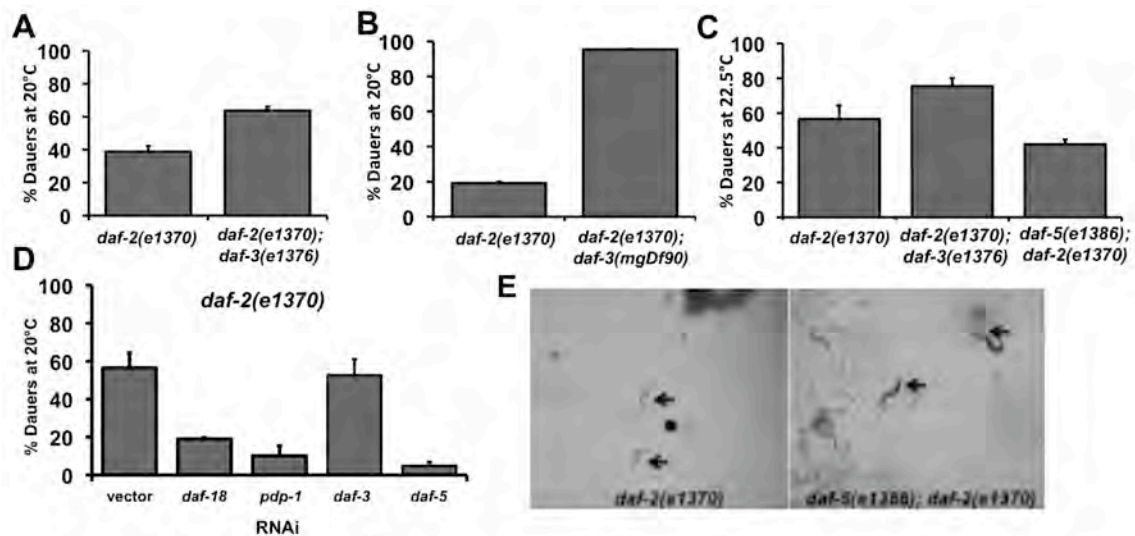 A
% Dauers at 20°C
80
60
40
20
0
daf-2(e1370)
daf-2(e1370);
daf-3(e1376)
B
% Dauers at 20°C
100
80
60
40
20
0
daf-2(e1370)
daf-2(e1370);
daf-3(mgDf90)
C
% Dauers at 22.5°C
100
80
60
40
20
0
daf-2(e1370)
daf-2(e1370);
daf-3(e1376)
daf-5(e1386);
daf-2(e1370)
D
daf-2(e1370)
% Dauers at 20°C
80
60
40
20
0
vector
daf-18
pdp-1
daf-3
daf-5
RNAi
E
daf-2(e1370)
daf-5(e1386); daf-2(e1370)